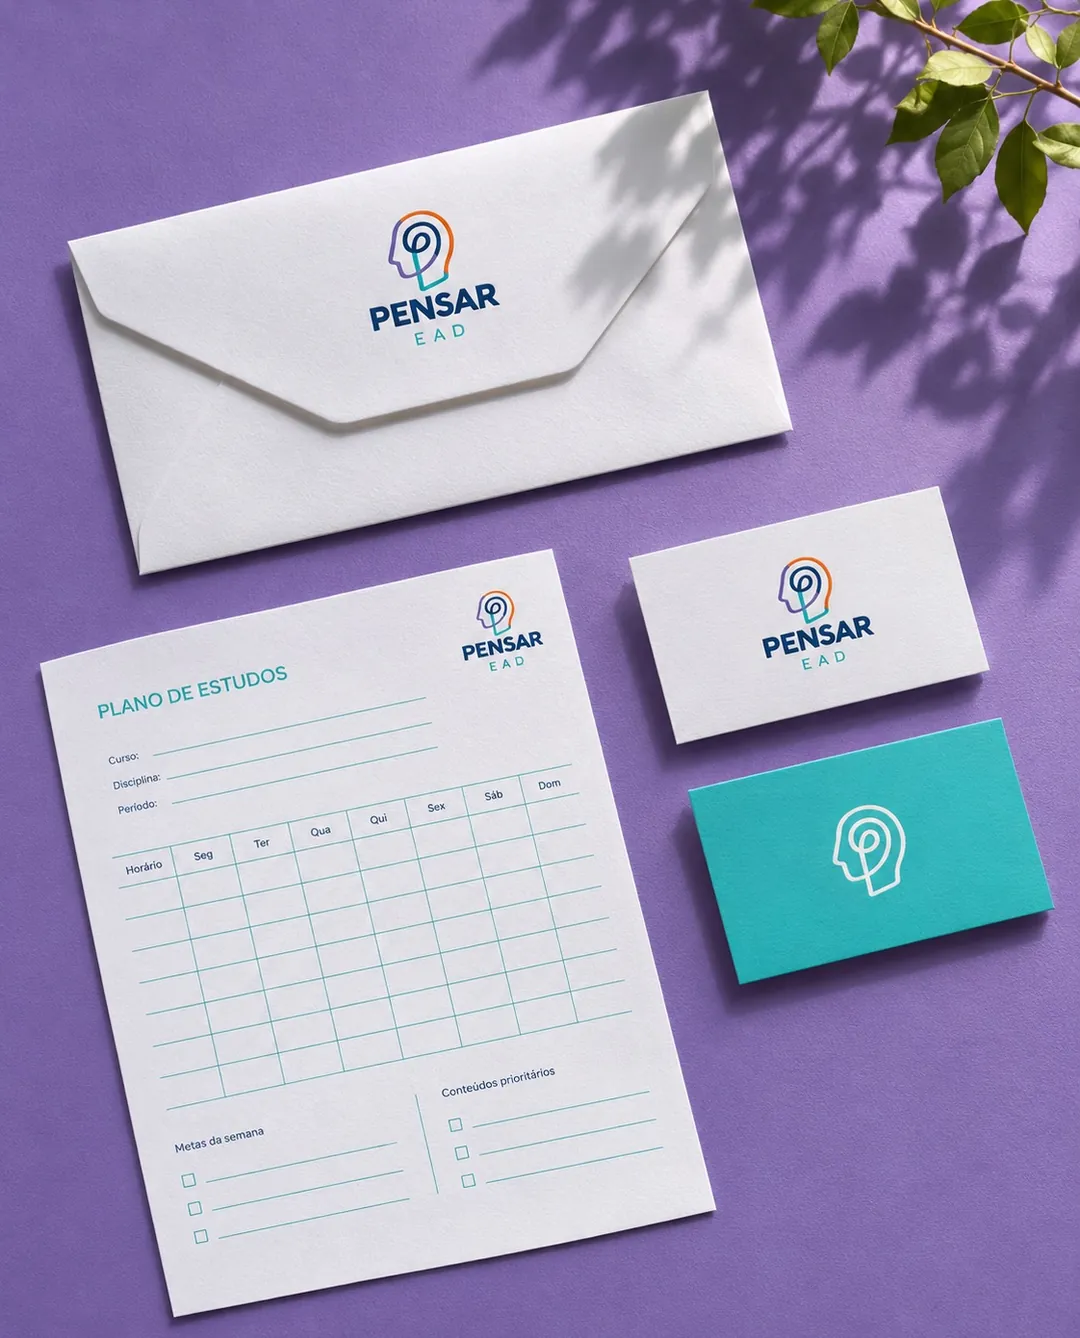 PENSAR
EAD
PENSAR
EAD
PLANO DE ESTUDOS
Curso:
Disciplina:
Período:
Horário Seg Ter Qua Qui Sex Sáb Dom
Metas da semana
Conteúdos prioritários
PENSAR
EAD